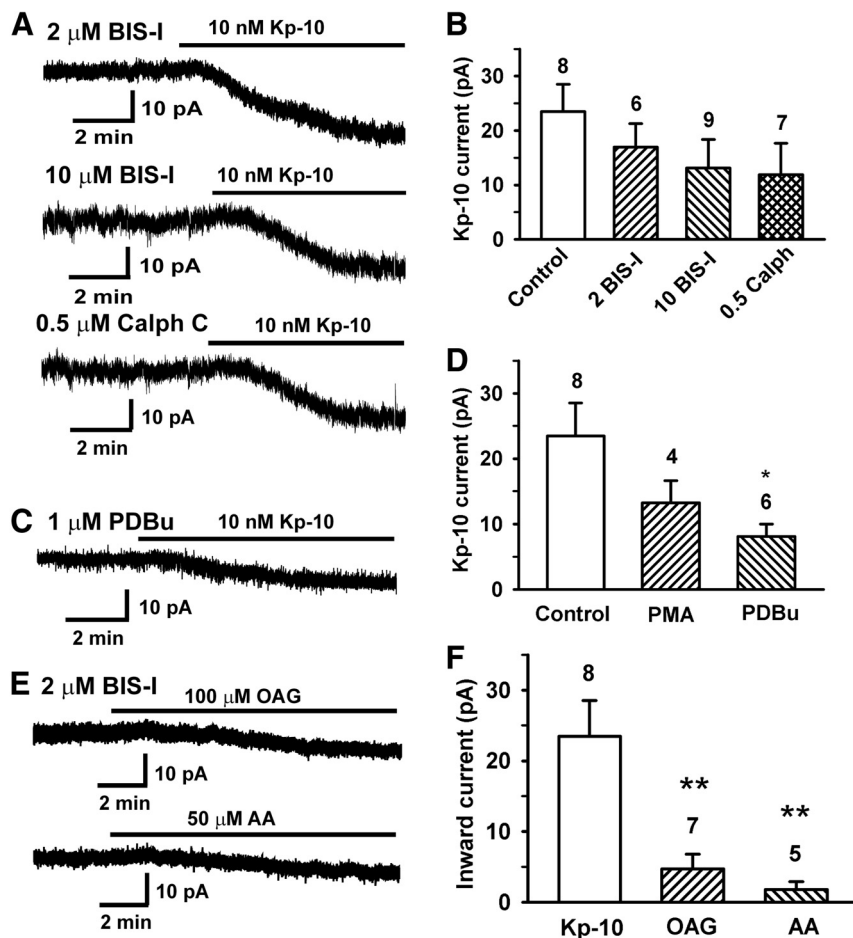 A
2 μM BIS-I
10 nM Kp-10
10 pA
2 min
10 μM BIS-I
10 nM Kp-10
10 pA
2 min
0.5 μM Calph C
10 nM Kp-10
10 pA
2 min
B
Kp-10 current (pA)
30
20
10
0
8
6
9
7
Control
2 BIS-I
10 BIS-I
0.5 Calph
C
1 μM PDBu
10 nM Kp-10
10 pA
2 min
D
Kp-10 current (pA)
30
20
10
0
8
4
*
6
Control
PMA
PDBu
E
2 μM BIS-I
100 μM OAG
10 pA
2 min
50 μM AA
10 pA
2 min
F
Inward current (pA)
30
20
10
0
8
**
7
**
5
Kp-10
OAG
AA